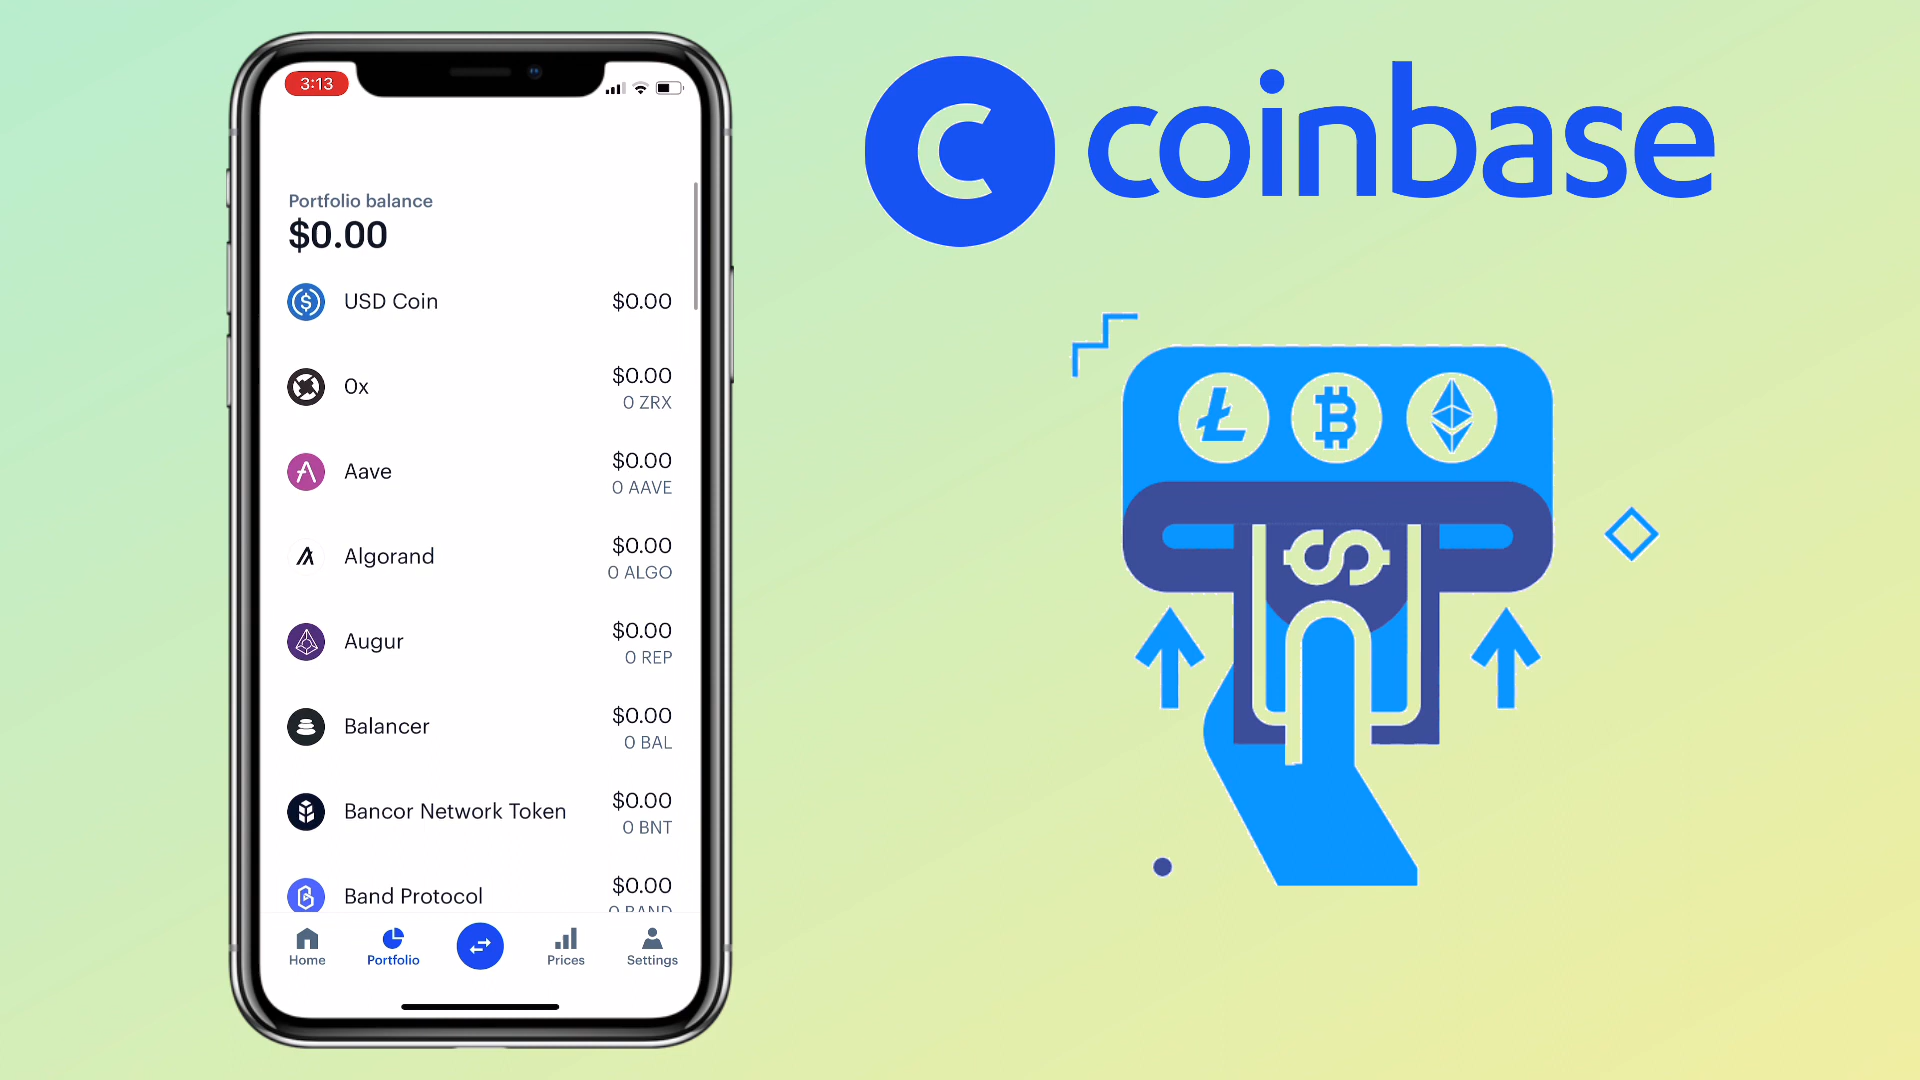 3:13
Portfolio balance
$0.00
USD Coin $0.00
0x $0.00
0 ZRX
Aave $0.00
0 AAVE
Algorand $0.00
0 ALGO
Augur $0.00
0 REP
Balancer $0.00
0 BAL
Bancor Network Token $0.00
0 BNT
Band Protocol $0.00
0 BAND
Home Portfolio Prices Settings
coinbase